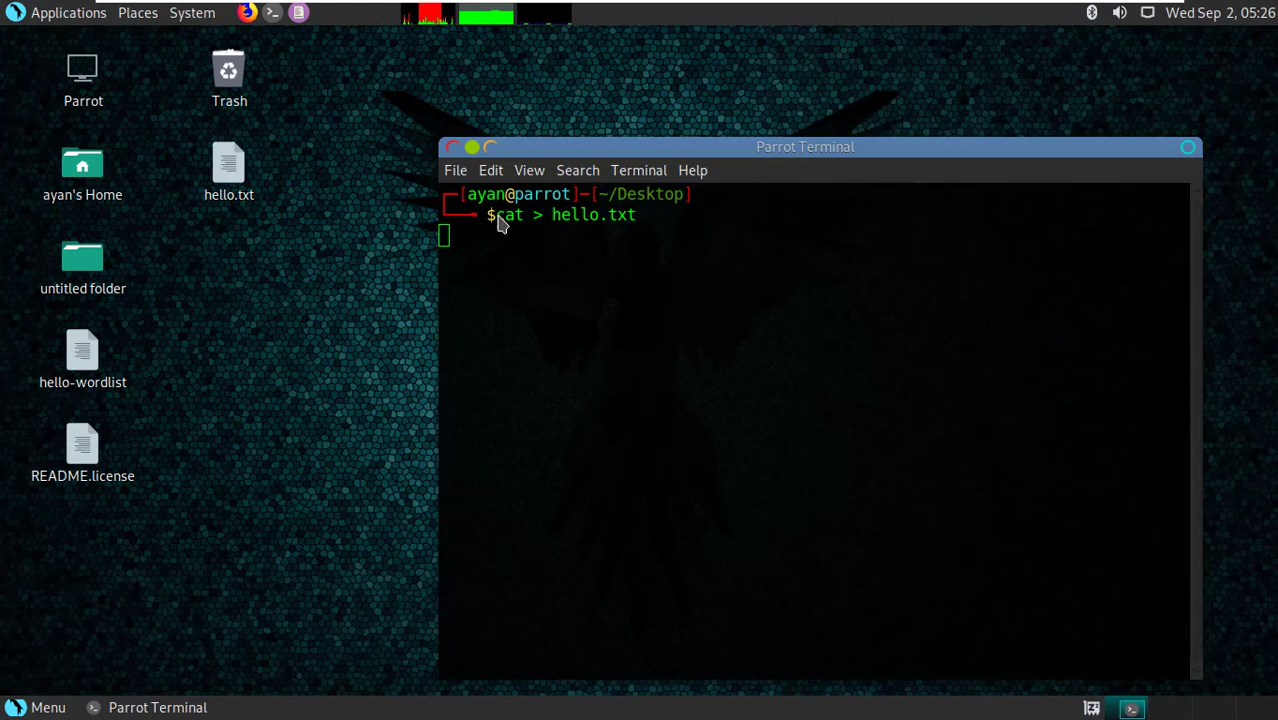 Applications Places System
Wed Sep 2, 05:26
Parrot
Trash
ayan's Home
hello.txt
untitled folder
hello-wordlist
README.license
Parrot Terminal
File Edit View Search Terminal Help
[ayan@parrot]─[~/Desktop]
$cat > hello.txt
Menu
Parrot Terminal